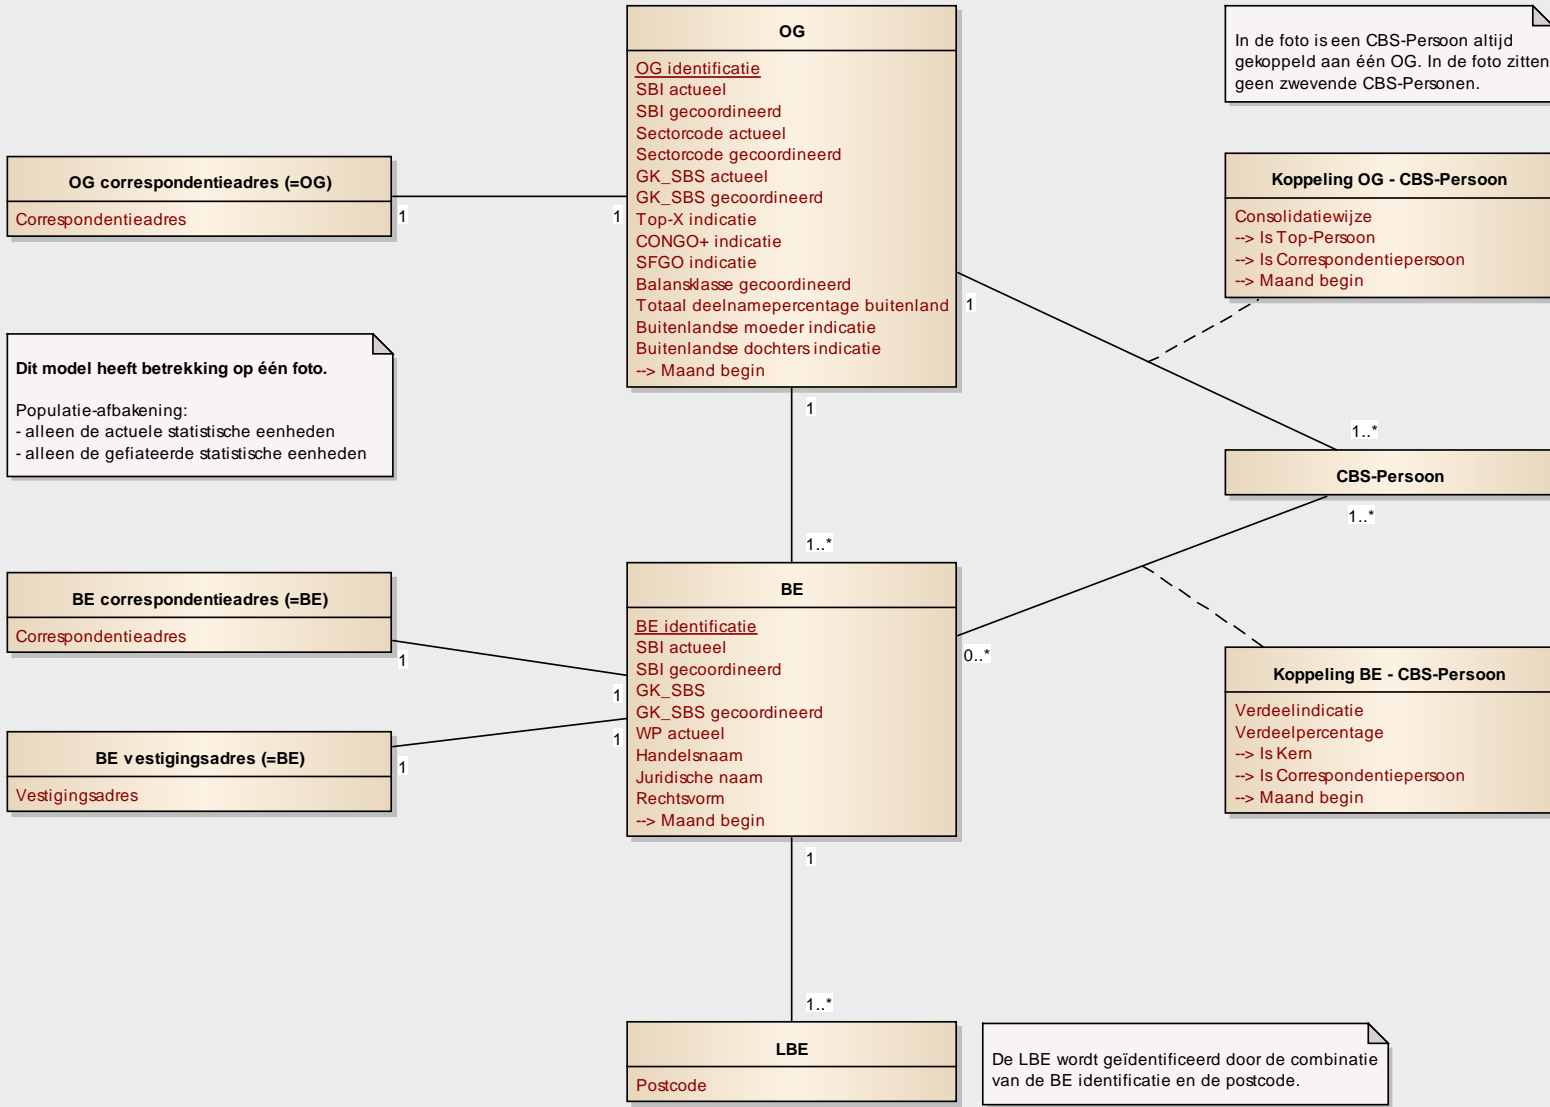 OG
OG identificatie
SBI actueel
SBI gecoordineerd
Sectorcode actueel
Sectorcode gecoordineerd
GK_SBS actueel
GK_SBS gecoordineerd
Top-X indicatie
CONGO+ indicatie
SFGO indicatie
Balansklasse gecoordineerd
Totaal deelnamepercentage buitenland
Buitenlandse moeder indicatie
Buitenlandse dochters indicatie
--> Maand begin
In de foto is een CBS-Persoon altijd
gekoppeld aan één OG. In de foto zitten
geen zwevende CBS-Personen.
OG correspondentieadres (=OG)
Correspondentieadres
1
1
Koppeling OG - CBS-Persoon
Consolidatiewijze
--> Is Top-Persoon
--> Is Correspondentiepersoon
--> Maand begin
1
1..*
Dit model heeft betrekking op één foto.
Populatie-afbakening:
- alleen de actuele statistische eenheden
- alleen de gefiateerde statistische eenheden
1
1..*
CBS-Persoon
1..*
0..*
BE correspondentieadres (=BE)
Correspondentieadres
1
1
BE
BE identificatie
SBI actueel
SBI gecoordineerd
GK_SBS
GK_SBS gecoordineerd
WP actueel
Handelsnaam
Juridische naam
Rechtsvorm
--> Maand begin
Koppeling BE - CBS-Persoon
Verdeelindicatie
Verdeelpercentage
--> Is Kern
--> Is Correspondentiepersoon
--> Maand begin
BE vestigingsadres (=BE)
Vestigingsadres
1
1
1
1..*
LBE
Postcode
De LBE wordt geïdentificeerd door de combinatie
van de BE identificatie en de postcode.